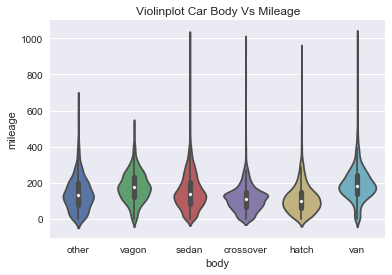 Violinplot Car Body Vs Mileage
1000
800
600
400
200
0
mileage
other vagon sedan crossover hatch van
body